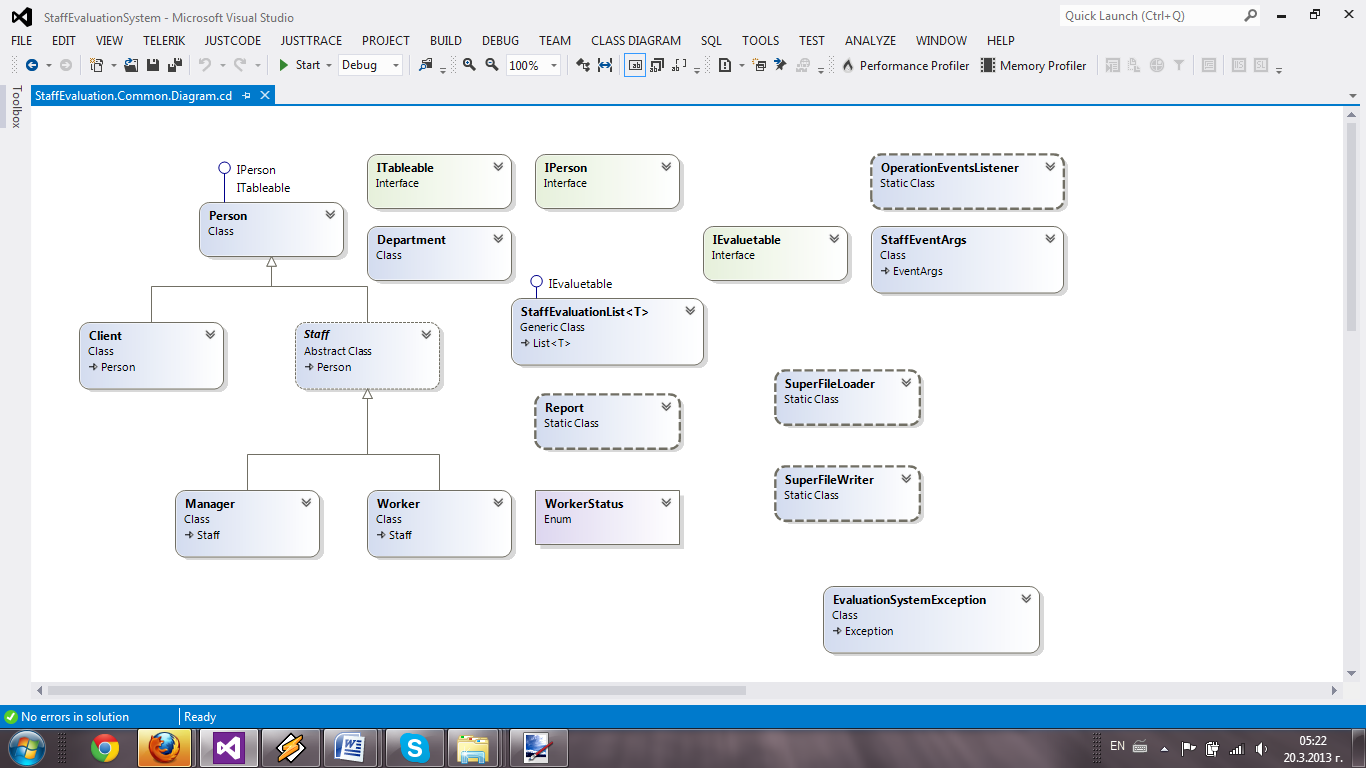 StaffEvaluationSystem - Microsoft Visual Studio
Quick Launch (Ctrl+Q)
FILE EDIT VIEW TELERIK JUSTCODE JUSTTRACE PROJECT BUILD DEBUG TEAM CLASS DIAGRAM SQL TOOLS TEST ANALYZE WINDOW HELP
Start Debug 100% Performance Profiler Memory Profiler
Toolbox
StaffEvaluation.Common.Diagram.cd
IPerson
ITableable
Person
Class
ITableable
Interface
IPerson
Interface
OperationEventsListener
Static Class
Department
Class
IEvaluetable
Interface
StaffEventArgs
Class
EventArgs
IEvaluetable
StaffEvaluationList<T>
Generic Class
List<T>
Client
Class
Person
Staff
Abstract Class
Person
Report
Static Class
SuperFileLoader
Static Class
SuperFileWriter
Static Class
Manager
Class
Staff
Worker
Class
Staff
WorkerStatus
Enum
EvaluationSystemException
Class
Exception
No errors in solution
Ready
EN
05:22
20.3.2013 г.